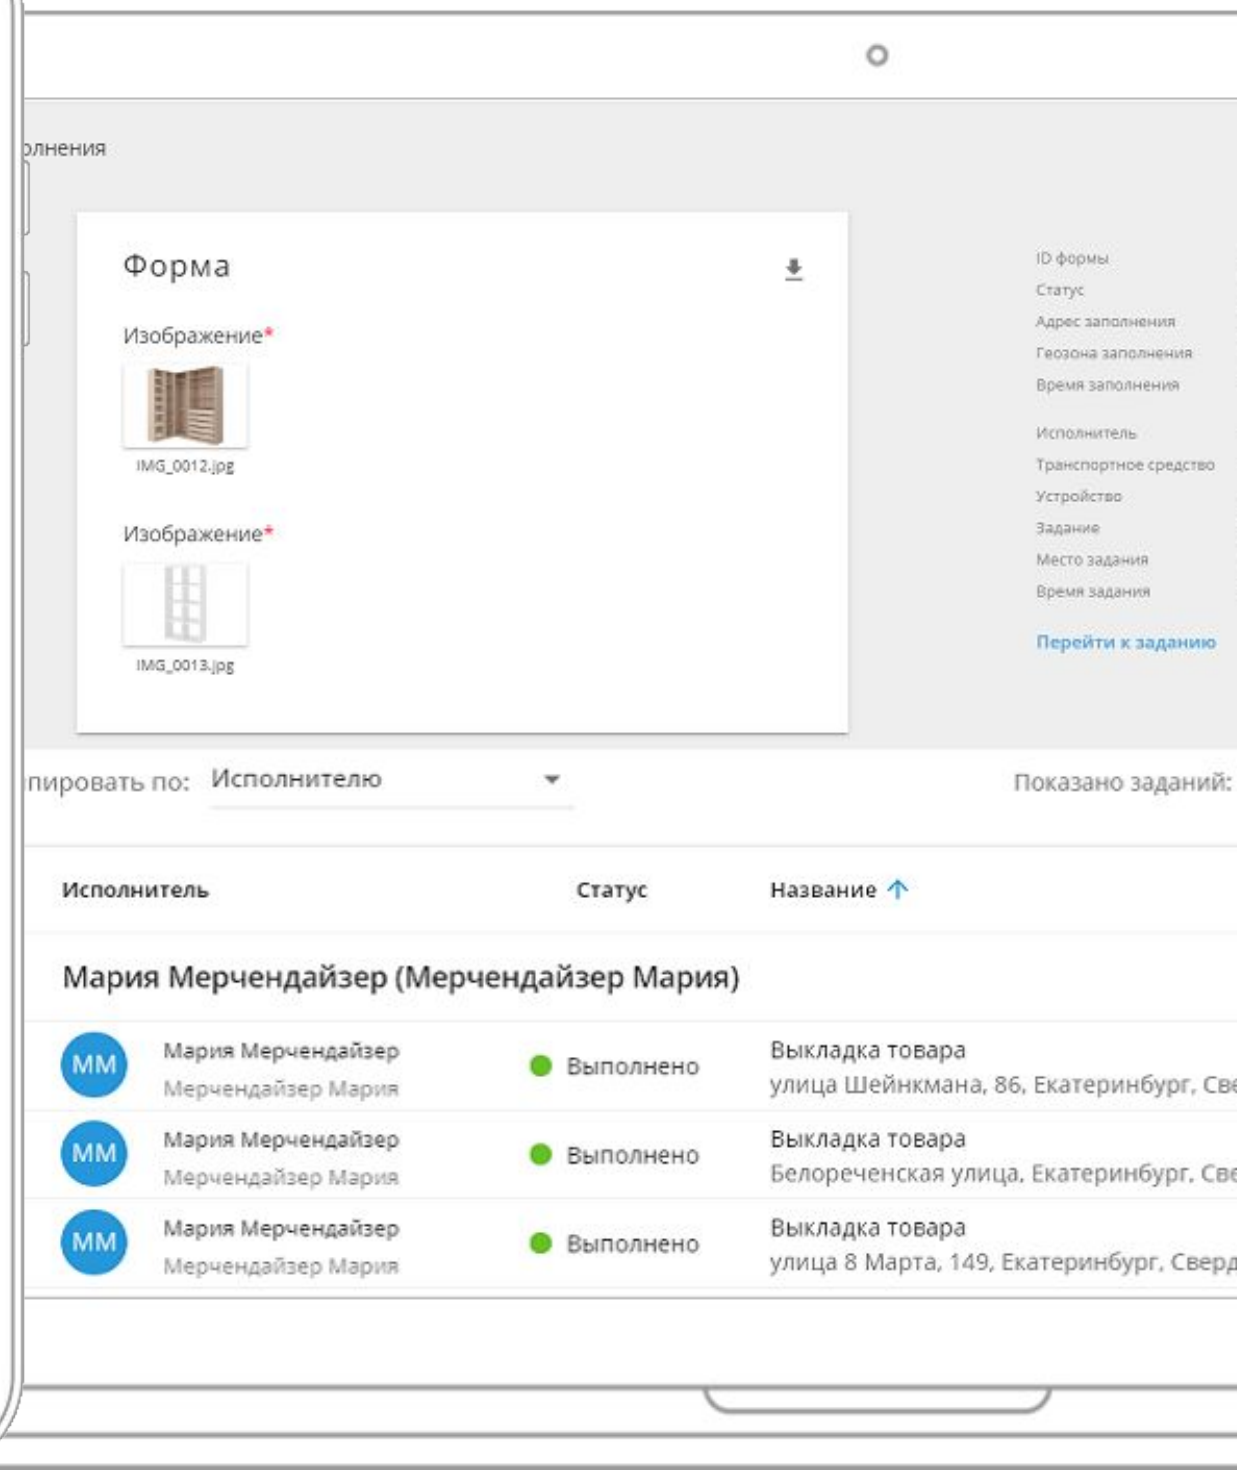 олнения
Форма
Изображение*
IMG_0012.jpg
Изображение*
IMG_0013.jpg
ID формы
Статус
Адрес заполнения
Геозона заполнения
Время заполнения
Исполнитель
Транспортное средство
Устройство
Задание
Место задания
Время задания
Перейти к заданию
пировать по: Исполнителю
Показано заданий:
Исполнитель Статус Название
Мария Мерчендайзер (Мерчендайзер Мария)
ММ Мария Мерчендайзер Выполнено Выкладка товара
Мерчендайзер Мария улица Шейнкмана, 86, Екатеринбург, Све
ММ Мария Мерчендайзер Выполнено Выкладка товара
Мерчендайзер Мария Белореченская улица, Екатеринбург, Све
ММ Мария Мерчендайзер Выполнено Выкладка товара
Мерчендайзер Мария улица 8 Марта, 149, Екатеринбург, Сверд